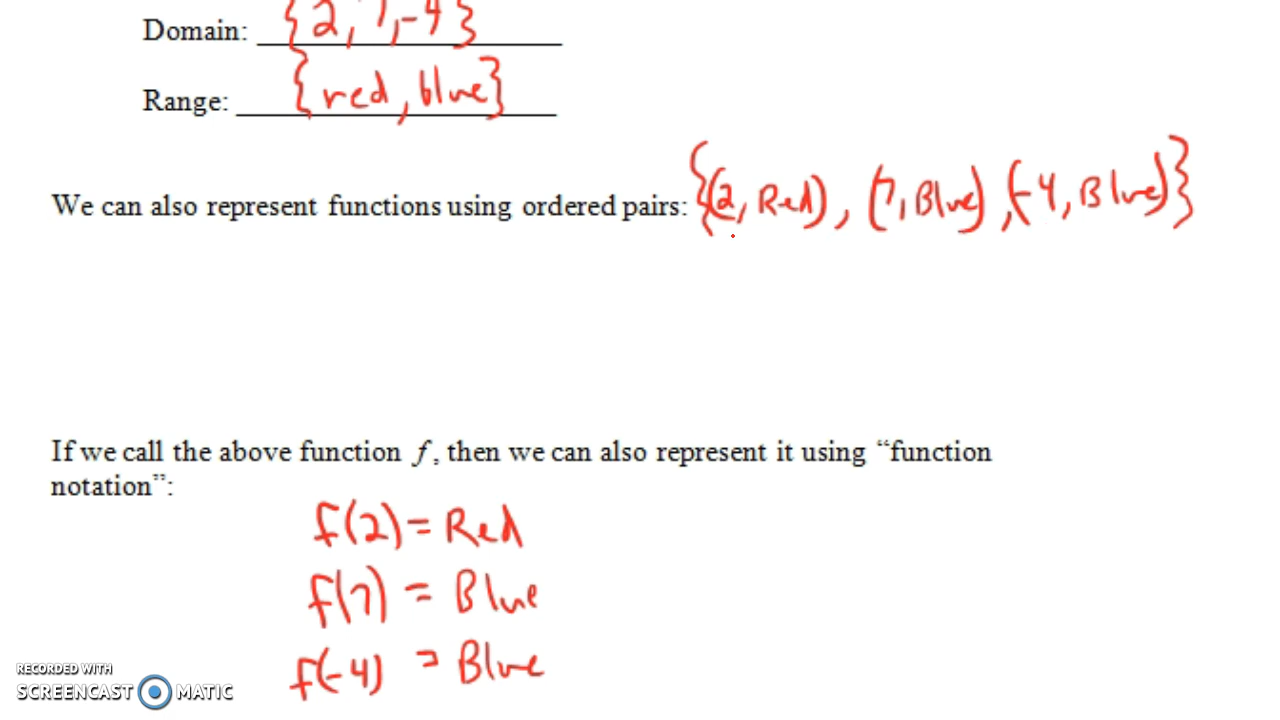 Domain: {2, 7, -4}
Range: {red, blue}
We can also represent functions using ordered pairs: {(2, Red), (7, Blue), (-4, Blue)}
If we call the above function f, then we can also represent it using “function
notation”:
f(2) = Red
f(7) = Blue
f(-4) = Blue
RECORDED WITH
SCREENCAST MATIC